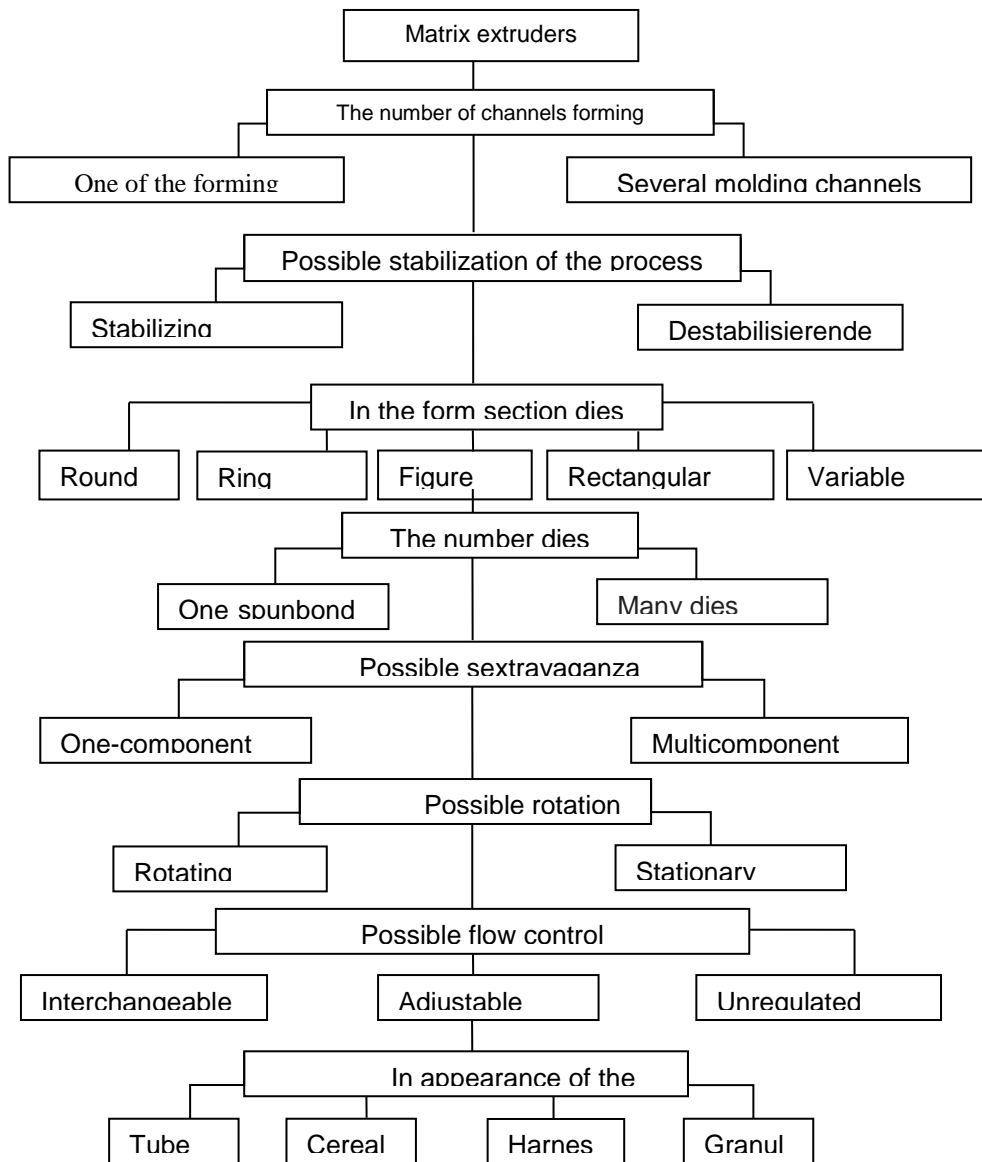 Matrix extruders
The number of channels forming
One of the forming
Several molding channels
Possible stabilization of the process
Stabilizing
Destabilisierende
In the form section dies
Round
Ring
Figure
Rectangular
Variable
The number dies
One spunbond
Many dies
Possible sextravaganza
One-component
Multicomponent
Possible rotation
Rotating
Stationary
Possible flow control
Interchangeable
Adjustable
Unregulated
In appearance of the
Tube
Cereal
Harnes
Granul